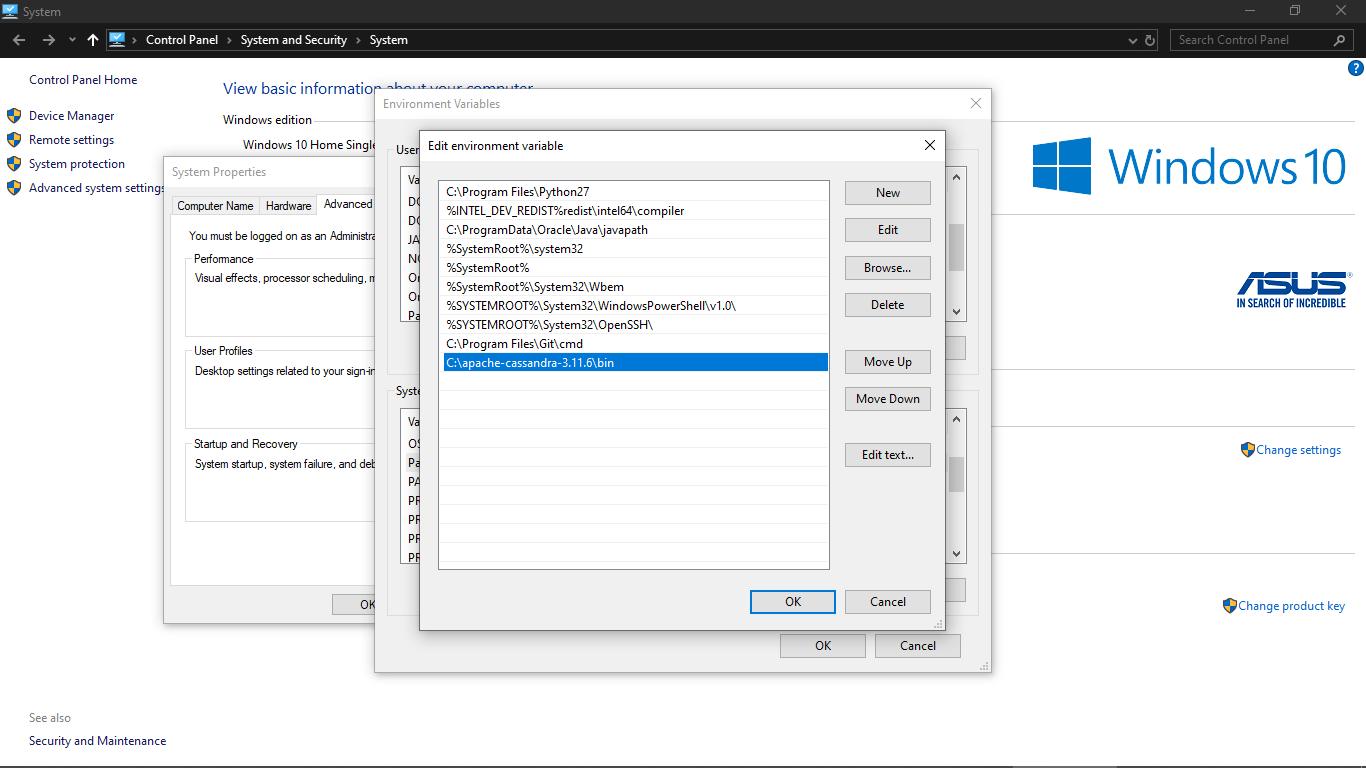 System
Control Panel › System and Security › System
Search Control Panel
Control Panel Home
Device Manager
Remote settings
System protection
Advanced system settings
See also
Security and Maintenance
View basic information about your computer
Windows edition
Windows 10 Home Single
Windows 10
ASUS
IN SEARCH OF INCREDIBLE
Change settings
Change product key
System Properties
Computer Name
Hardware
Advanced
You must be logged on as an Administra
Performance
Visual effects, processor scheduling, m
User Profiles
Desktop settings related to your sign-in
Startup and Recovery
System startup, system failure, and deb
OK
Environment Variables
User
Va
DC
DC
JA
NC
On
On
Pa
Syste
Va
OS
Pa
PA
PR
PR
PR
PR
OK
Cancel
Edit environment variable
C:\Program Files\Python27
%INTEL_DEV_REDIST%redist\intel64\compiler
C:\ProgramData\Oracle\Java\javapath
%SystemRoot%\system32
%SystemRoot%
%SystemRoot%\System32\Wbem
%SYSTEMROOT%\System32\WindowsPowerShell\v1.0\
%SYSTEMROOT%\System32\OpenSSH\
C:\Program Files\Git\cmd
C:\apache-cassandra-3.11.6\bin
New
Edit
Browse...
Delete
Move Up
Move Down
Edit text...
OK
Cancel